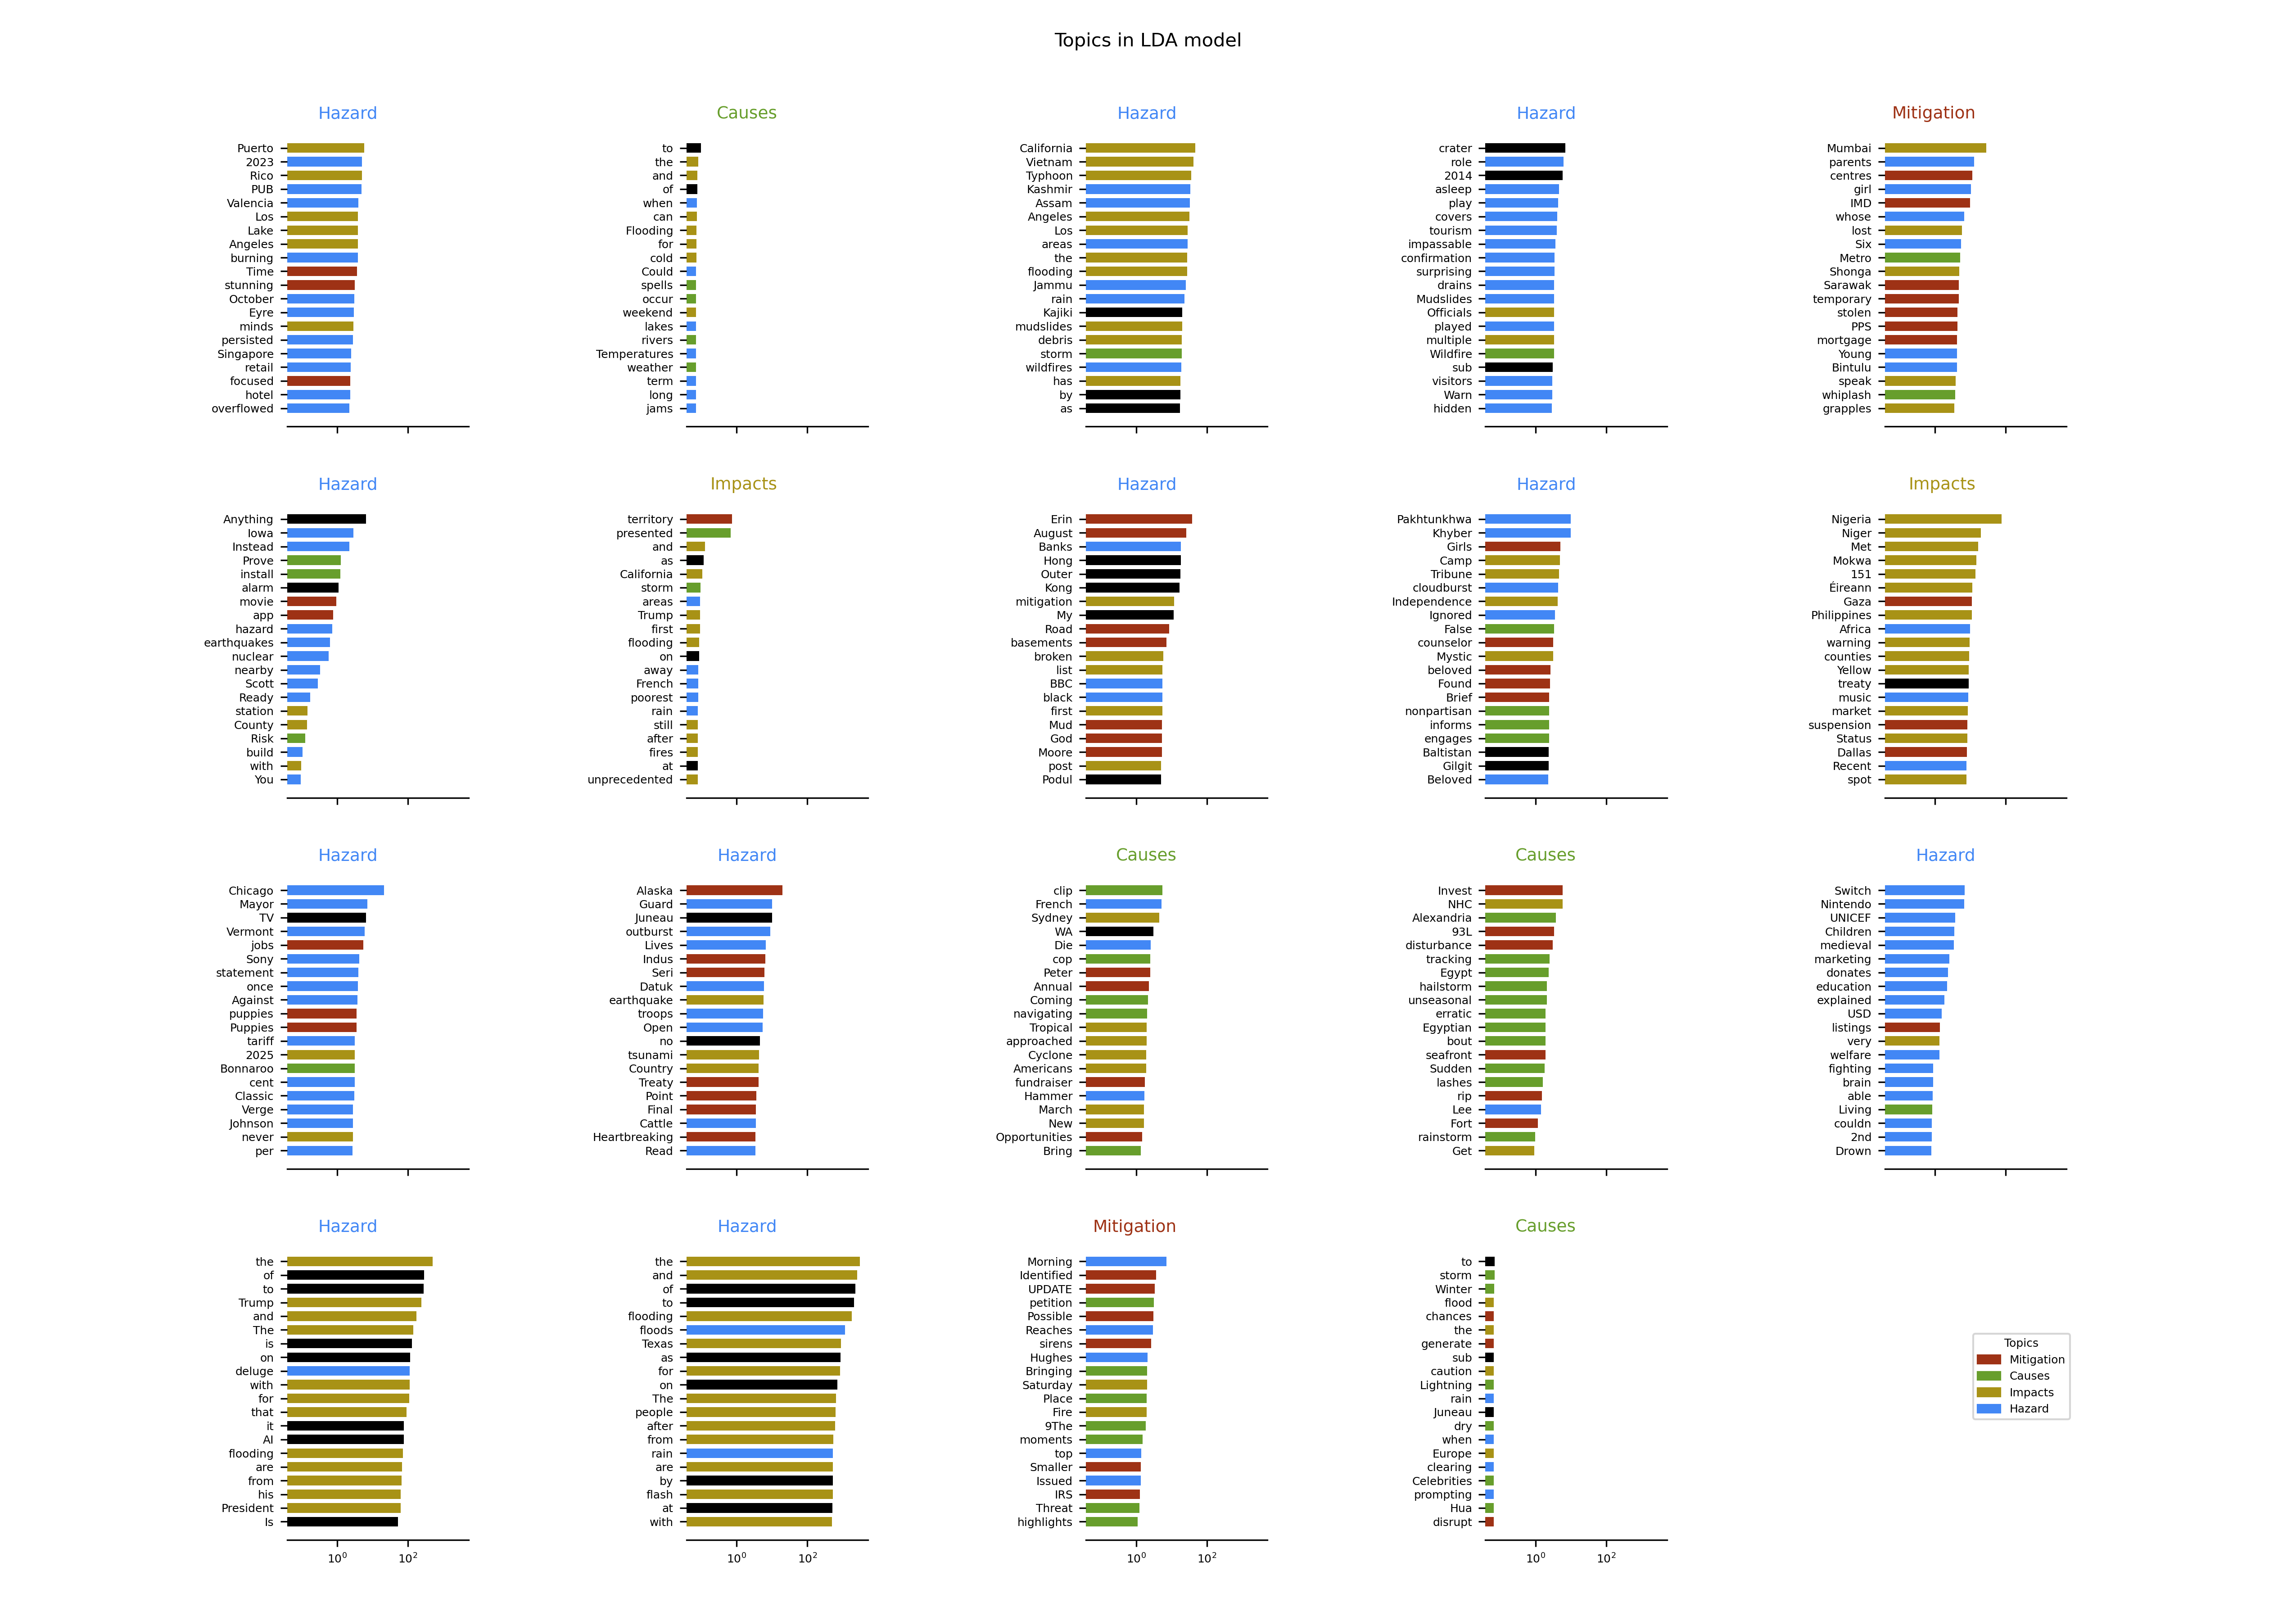 Topics in LDA model
Hazard
Puerto
2023
Rico
PUB
Valencia
Los
Lake
Angeles
burning
Time
stunning
October
Eyre
minds
persisted
Singapore
retail
focused
hotel
overflowed
Causes
to
the
and
of
when
can
Flooding
for
cold
Could
spells
occur
weekend
lakes
rivers
Temperatures
weather
term
long
jams
Hazard
California
Vietnam
Typhoon
Kashmir
Assam
Angeles
Los
areas
the
flooding
Jammu
rain
Kajiki
mudslides
debris
storm
wildfires
has
by
as
Hazard
crater
role
2014
asleep
play
covers
tourism
impassable
confirmation
surprising
drains
Mudslides
Officials
played
multiple
Wildfire
sub
visitors
Warn
hidden
Mitigation
Mumbai
parents
centres
girl
IMD
whose
lost
Six
Metro
Shonga
Sarawak
temporary
stolen
PPS
mortgage
Young
Bintulu
speak
whiplash
grapples
Hazard
Anything
Iowa
Instead
Prove
install
alarm
movie
app
hazard
earthquakes
nuclear
nearby
Scott
Ready
station
County
Risk
build
with
You
Impacts
territory
presented
and
as
California
storm
areas
Trump
first
flooding
on
away
French
poorest
rain
still
after
fires
at
unprecedented
Hazard
Erin
August
Banks
Hong
Outer
Kong
mitigation
My
Road
basements
broken
list
BBC
black
first
Mud
God
Moore
post
Podul
Hazard
Pakhtunkhwa
Khyber
Girls
Camp
Tribune
cloudburst
Independence
Ignored
False
counselor
Mystic
beloved
Found
Brief
nonpartisan
informs
engages
Baltistan
Gilgit
Beloved
Impacts
Nigeria
Niger
Met
Mokwa
151
Éireann
Gaza
Philippines
Africa
warning
counties
Yellow
treaty
music
market
suspension
Status
Dallas
Recent
spot
Hazard
Chicago
Mayor
TV
Vermont
jobs
Sony
statement
once
Against
puppies
Puppies
tariff
2025
Bonnaroo
cent
Classic
Verge
Johnson
never
per
Hazard
Alaska
Guard
Juneau
outburst
Lives
Indus
Seri
Datuk
earthquake
troops
Open
no
tsunami
Country
Treaty
Point
Final
Cattle
Heartbreaking
Read
Causes
clip
French
Sydney
WA
Die
cop
Peter
Annual
Coming
navigating
Tropical
approached
Cyclone
Americans
fundraiser
Hammer
March
New
Opportunities
Bring
Causes
Invest
NHC
Alexandria
93L
disturbance
tracking
Egypt
hailstorm
unseasonal
erratic
Egyptian
bout
seafront
Sudden
lashes
rip
Lee
Fort
rainstorm
Get
Hazard
Switch
Nintendo
UNICEF
Children
medieval
marketing
donates
education
explained
USD
listings
very
welfare
fighting
brain
able
Living
couldn
2nd
Drown
Hazard
the
of
to
Trump
and
The
is
on
deluge
with
for
that
it
AI
flooding
are
from
his
President
Is
10^0 10^2
Hazard
the
and
of
to
flooding
floods
Texas
as
for
on
The
people
after
from
rain
are
by
flash
at
with
10^0 10^2
Mitigation
Morning
Identified
UPDATE
petition
Possible
Reaches
sirens
Hughes
Bringing
Saturday
Place
Fire
9The
moments
top
Smaller
Issued
IRS
Threat
highlights
10^0 10^2
Causes
to
storm
Winter
flood
chances
the
generate
sub
caution
Lightning
rain
Juneau
dry
when
Europe
clearing
Celebrities
prompting
Hua
disrupt
10^0 10^2
Topics
Mitigation
Causes
Impacts
Hazard